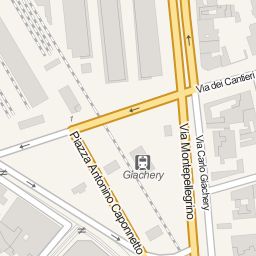 Via dei Cantieri
Piazza Antonino Caponnetto
Giachery
Via Montepellegrino
Via Carlo Giachery